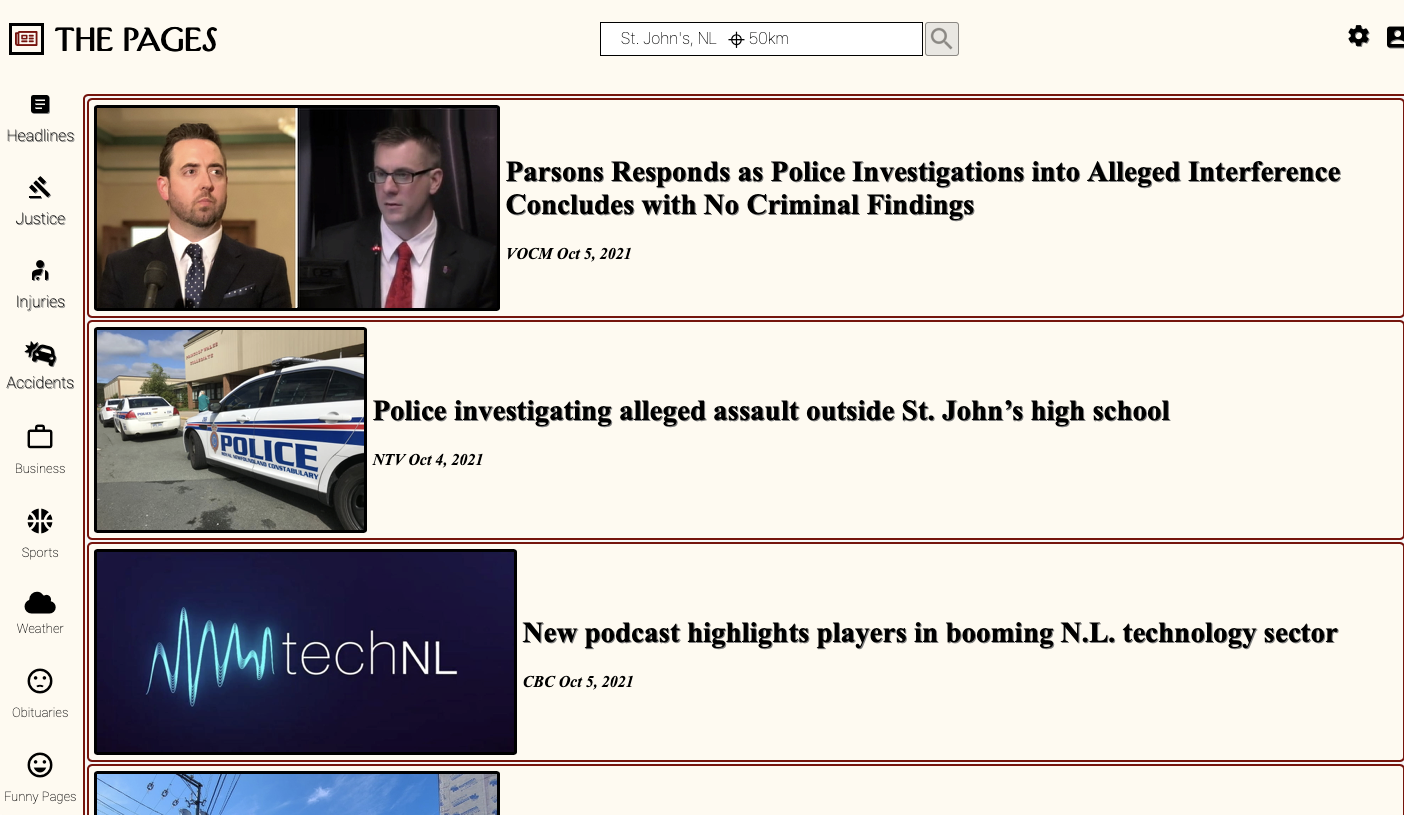 THE PAGES
St. John's, NL 50km
Headlines
Justice
Injuries
Accidents
Business
Sports
Weather
Obituaries
Funny Pages
Parsons Responds as Police Investigations into Alleged Interference
Concludes with No Criminal Findings
VOCM Oct 5, 2021
POLICE
ROYAL NEWFOUNDLAND CONSTABULARY
Police investigating alleged assault outside St. John’s high school
NTV Oct 4, 2021
techNL
New podcast highlights players in booming N.L. technology sector
CBC Oct 5, 2021